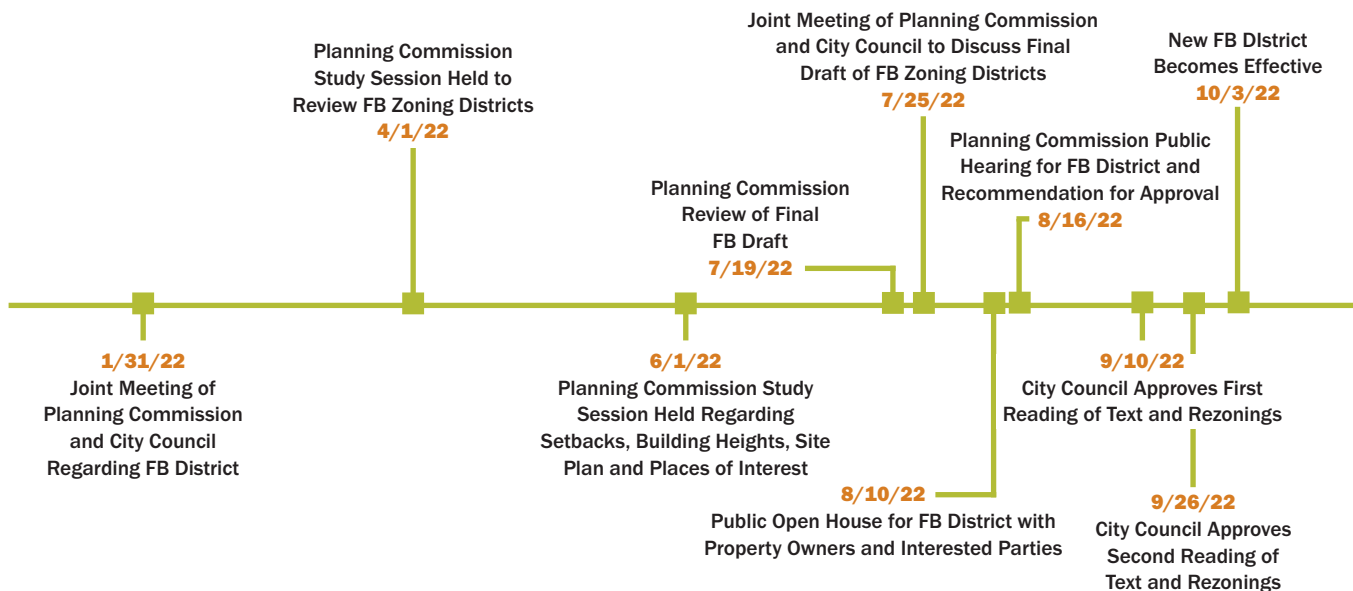 Joint Meeting of Planning Commission
and City Council to Discuss Final
Draft of FB Zoning Districts
7/25/22
New FB DIstrict
Becomes Effective
10/3/22
Planning Commission
Study Session Held to
Review FB Zoning Districts
4/1/22
Planning Commission Public
Hearing for FB District and
Recommendation for Approval
8/16/22
Planning Commission
Review of Final
FB Draft
7/19/22
1/31/22
Joint Meeting of
Planning Commission
and City Council
Regarding FB District
6/1/22
Planning Commission Study
Session Held Regarding
Setbacks, Building Heights, Site
Plan and Places of Interest
9/10/22
City Council Approves First
Reading of Text and Rezonings
8/10/22
Public Open House for FB District with
Property Owners and Interested Parties
9/26/22
City Council Approves
Second Reading of
Text and Rezonings